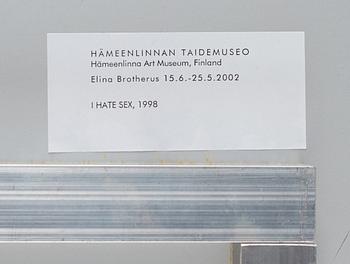 HÄMEENLINNAN TAIDEMUSEO
Hämeenlinna Art Museum, Finland
Elina Brotherus 15.6.-25.5.2002
I HATE SEX, 1998